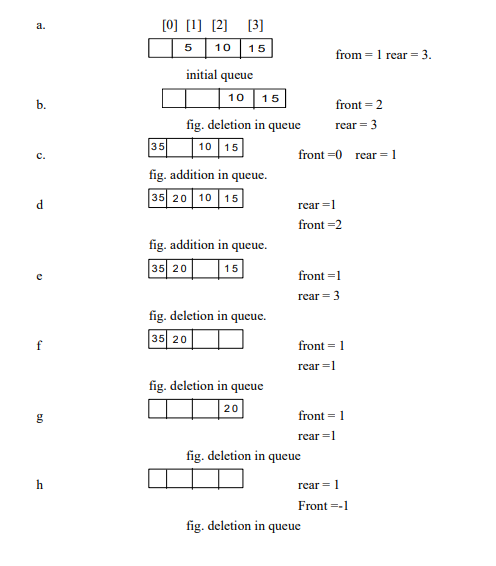 a. [0] [1] [2] [3]
5 10 15
from = 1 rear = 3.
initial queue
10 15
b. front = 2
fig. deletion in queue rear = 3
35 10 15
c. front =0 rear = 1
fig. addition in queue.
35 20 10 15
d rear =1
front =2
fig. addition in queue.
35 20 15
e front =1
rear = 3
fig. deletion in queue.
35 20
f front = 1
rear =1
fig. deletion in queue
20
g front = 1
rear =1
fig. deletion in queue
h rear = 1
Front =-1
fig. deletion in queue